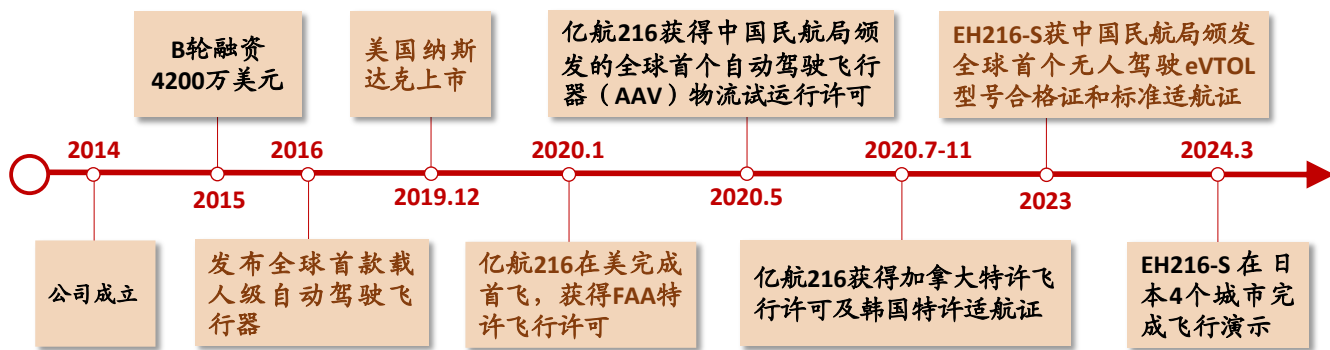 B轮融资
4200万美元
美国纳斯
达克上市
亿航216获得中国民航局颁
发的全球首个自动驾驶飞行
器（AAV）物流试运行许可
EH216-S获中国民航局颁发
全球首个无人驾驶eVTOL
型号合格证和标准适航证
2014
2016
2020.1
2020.7-11
2024.3
2015
2019.12
2020.5
2023
公司成立
发布全球首款载
人级自动驾驶飞
行器
亿航216在美完成
首飞，获得FAA特
许飞行许可
亿航216获得加拿大特许飞
行许可及韩国特许适航证
EH216-S在日
本4个城市完
成飞行演示